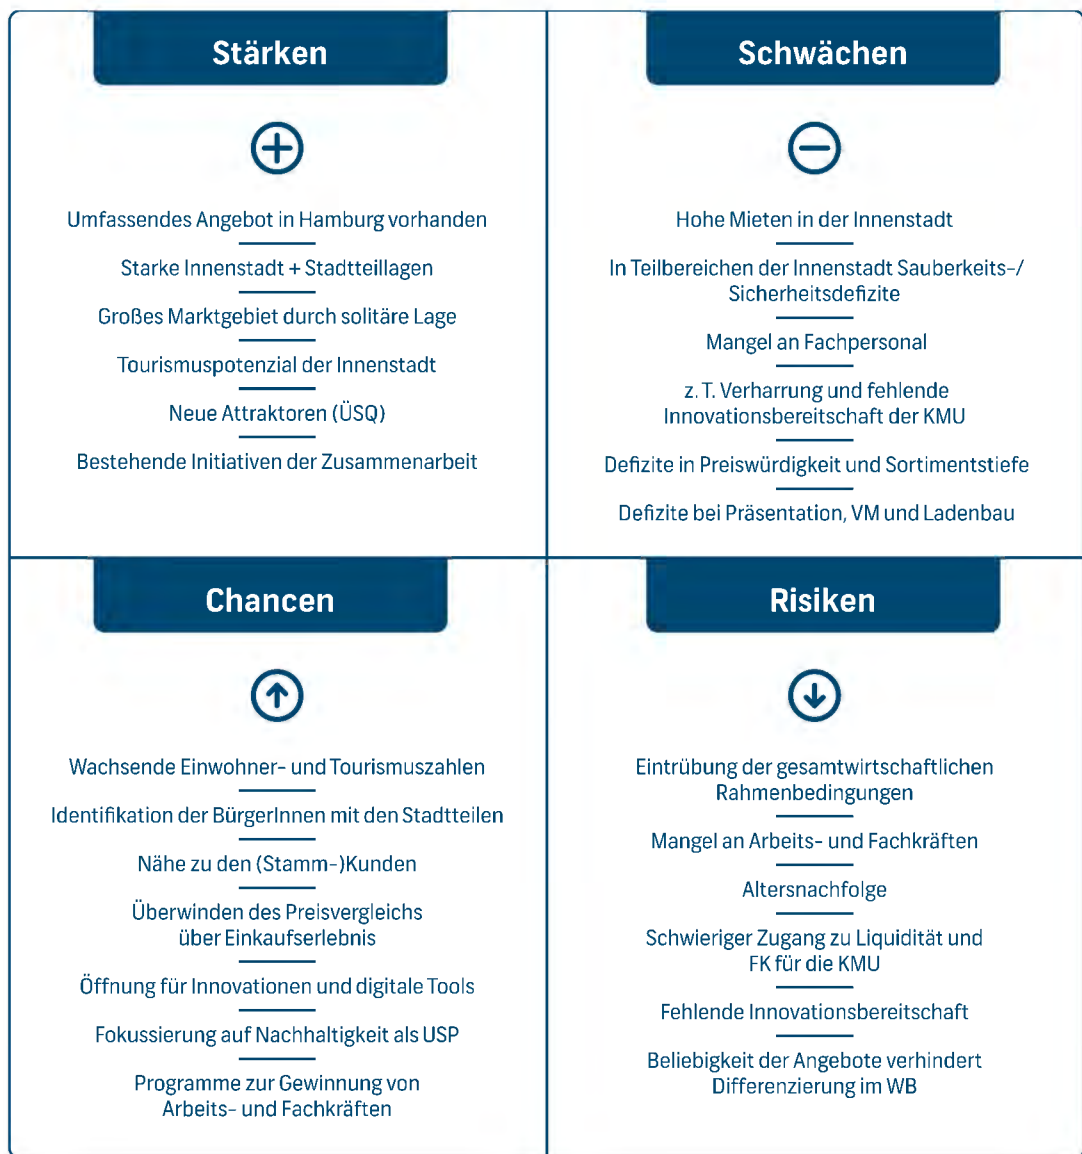 Stärken
Umfassendes Angebot in Hamburg vorhanden
Starke Innenstadt + Stadtteillagen
Großes Marktgebiet durch solitäre Lage
Tourismuspotenzial der Innenstadt
Neue Attraktoren (ÜSQ)
Bestehende Initiativen der Zusammenarbeit
Schwächen
Hohe Mieten in der Innenstadt
In Teilbereichen der Innenstadt Sauberkeits-/
Sicherheitsdefizite
Mangel an Fachpersonal
z. T. Verharrung und fehlende
Innovationsbereitschaft der KMU
Defizite in Preiswürdigkeit und Sortimentstiefe
Defizite bei Präsentation, VM und Ladenbau
Chancen
Wachsende Einwohner- und Tourismuszahlen
Identifikation der BürgerInnen mit den Stadtteilen
Nähe zu den (Stamm-)Kunden
Überwinden des Preisvergleichs
über Einkaufserlebnis
Öffnung für Innovationen und digitale Tools
Fokussierung auf Nachhaltigkeit als USP
Programme zur Gewinnung von
Arbeits- und Fachkräften
Risiken
Eintrübung der gesamtwirtschaftlichen
Rahmenbedingungen
Mangel an Arbeits- und Fachkräften
Altersnachfolge
Schwieriger Zugang zu Liquidität und
FK für die KMU
Fehlende Innovationsbereitschaft
Beliebigkeit der Angebote verhindert
Differenzierung im WB